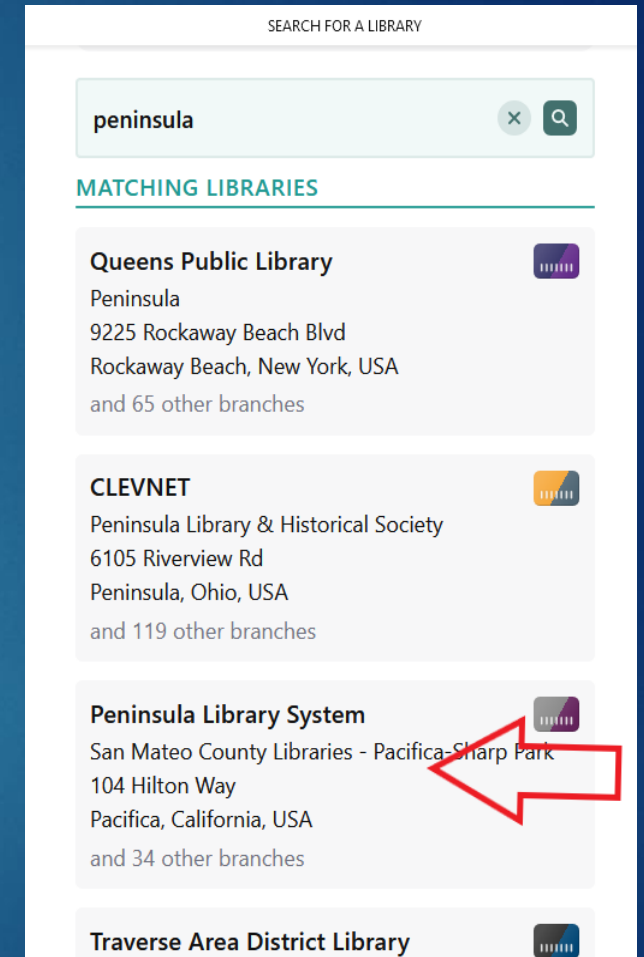 SEARCH FOR A LIBRARY
peninsula
MATCHING LIBRARIES
Queens Public Library
Peninsula
9225 Rockaway Beach Blvd
Rockaway Beach, New York, USA
and 65 other branches
CLEVNET
Peninsula Library & Historical Society
6105 Riverview Rd
Peninsula, Ohio, USA
and 119 other branches
Peninsula Library System
San Mateo County Libraries - Pacifica-Sharp Park
104 Hilton Way
Pacifica, California, USA
and 34 other branches
Traverse Area District Library